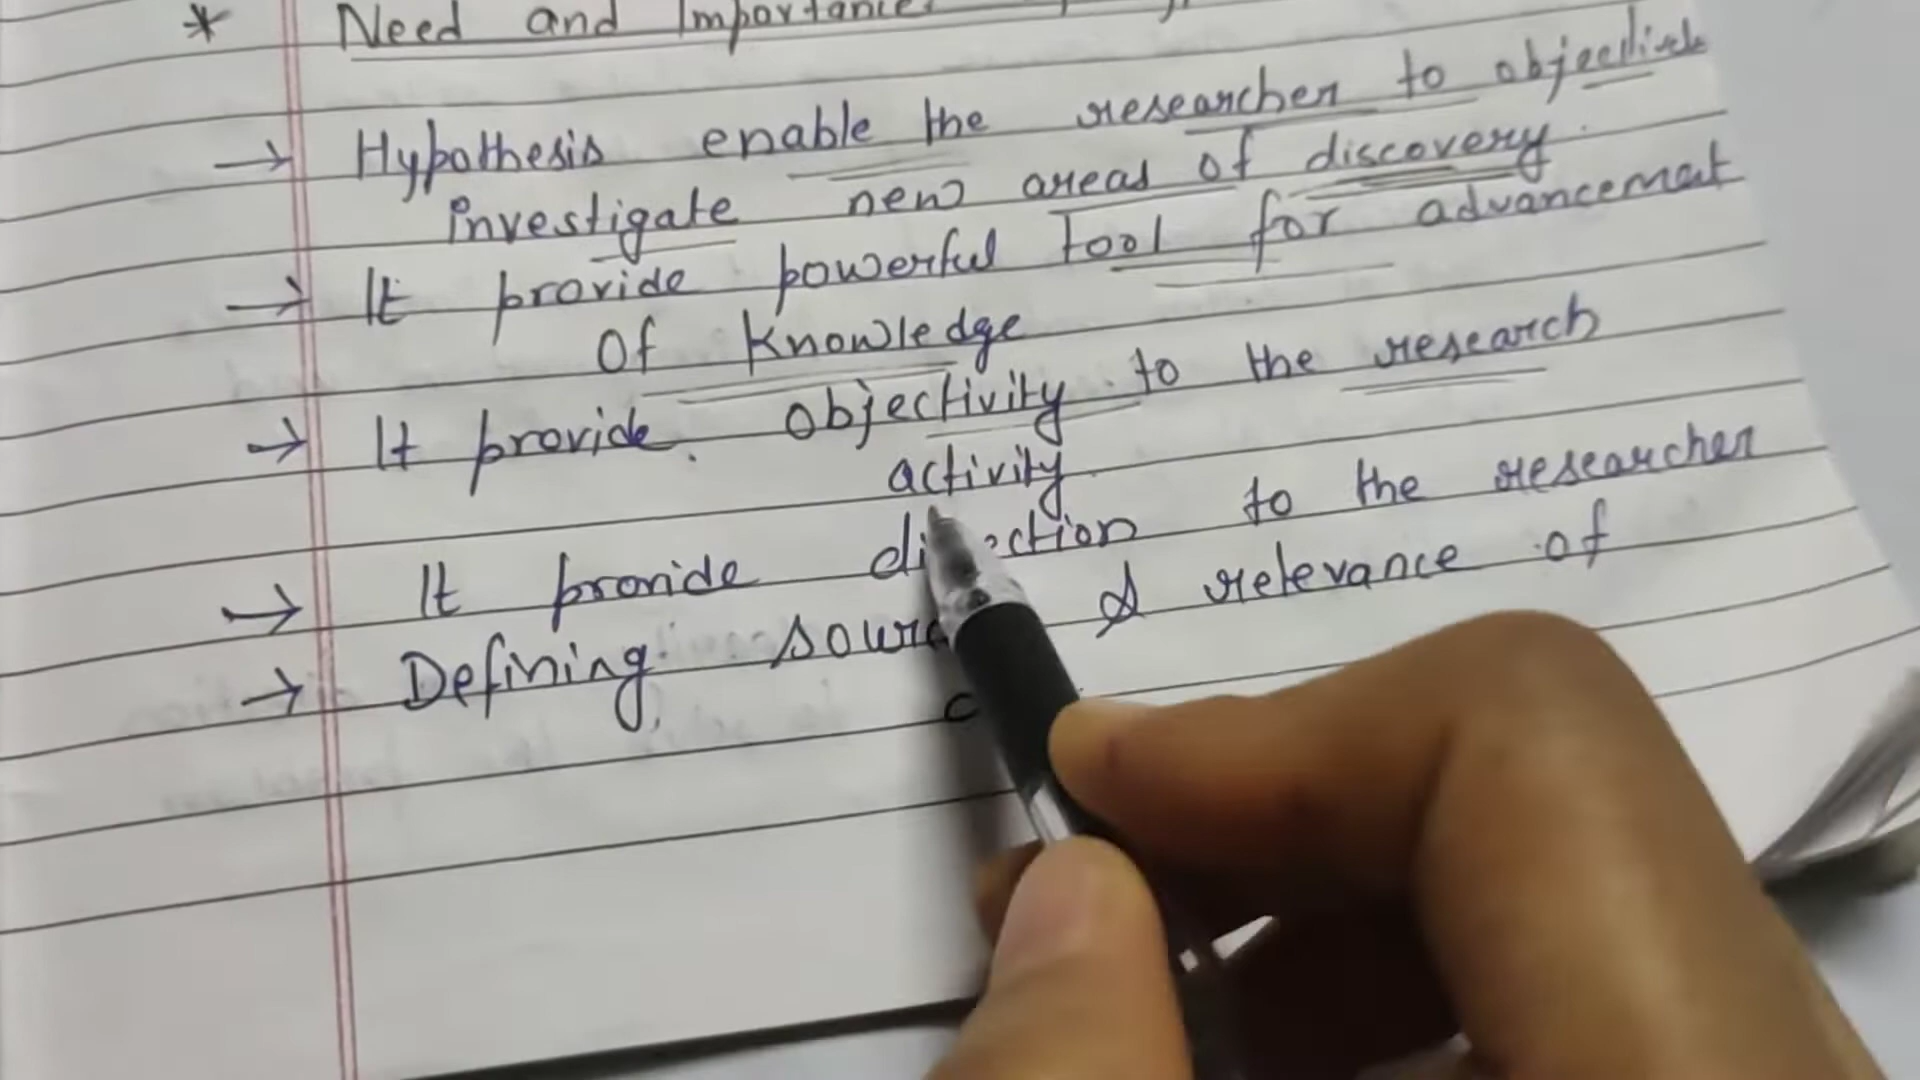 * Need and Importance
→ Hypothesis enable the researcher to objectively
investigate new areas of discovery.
→ It provide powerful tool for advancement
of knowledge
→ It provide objectivity to the research
activity
→ It provide direction to the researcher
→ Defining & relevance of